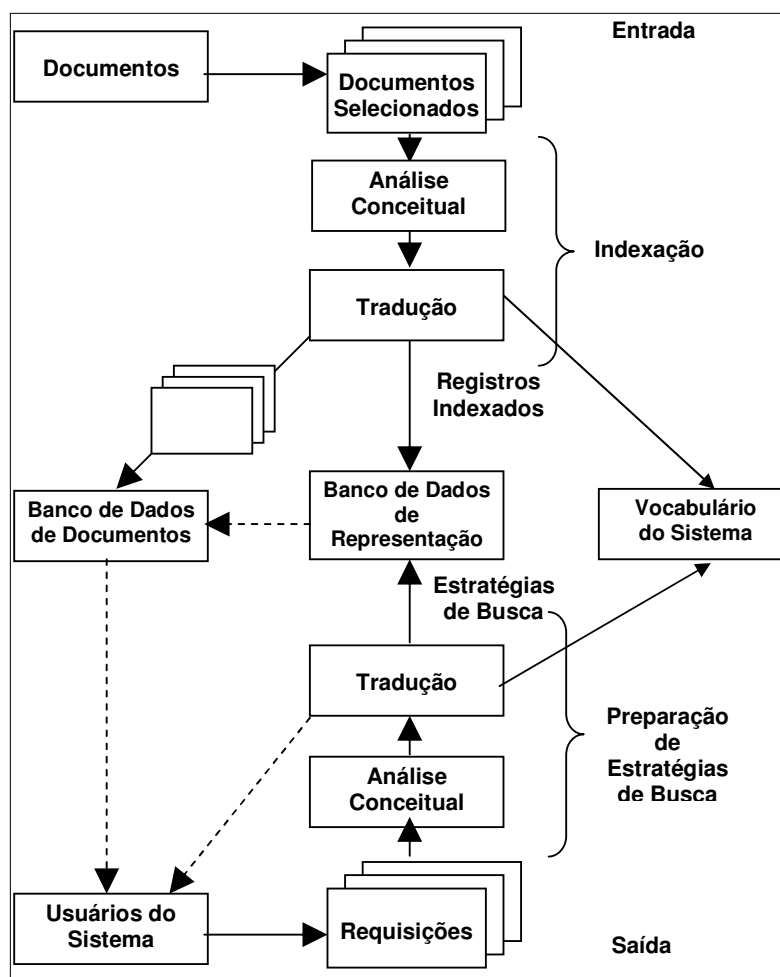 Entrada
Documentos
Documentos
Selecionados
Análise
Conceitual
Indexação
Tradução
Registros
Indexados
Banco de Dados
de Documentos
Banco de Dados
de
Representação
Vocabulário
do Sistema
Estratégias
de Busca
Tradução
Preparação
de
Estratégias
de Busca
Análise
Conceitual
Usuários do
Sistema
Requisições
Saída